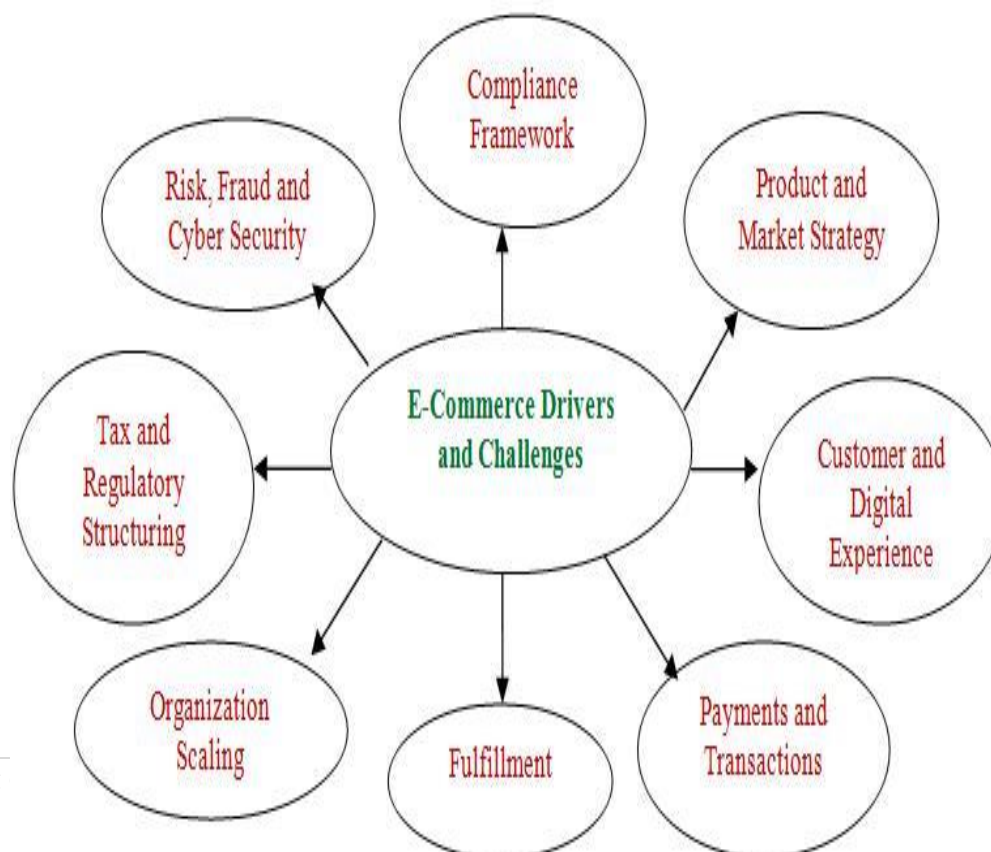 Compliance
Framework
Risk, Fraud and
Cyber Security
Product and
Market Strategy
E-Commerce Drivers
and Challenges
Tax and
Regulatory
Structuring
Customer and
Digital
Experience
Organization
Scaling
Fulfillment
Payments and
Transactions